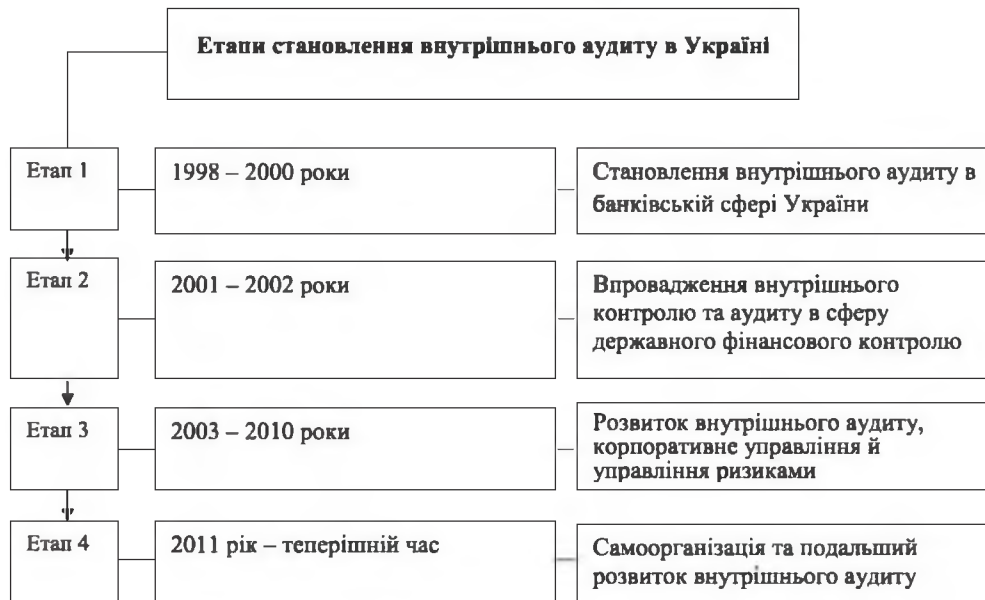 Етапи становлення внутрішнього аудиту в Україні
Етап 1
1998 – 2000 роки
Становлення внутрішнього аудиту в
банківській сфері України
Етап 2
2001 – 2002 роки
Впровадження внутрішнього
контролю та аудиту в сферу
державного фінансового контролю
Етап 3
2003 – 2010 роки
Розвиток внутрішнього аудиту,
корпоративне управління й
управління ризиками
Етап 4
2011 рік – теперішній час
Самоорганізація та подальший
розвиток внутрішнього аудиту